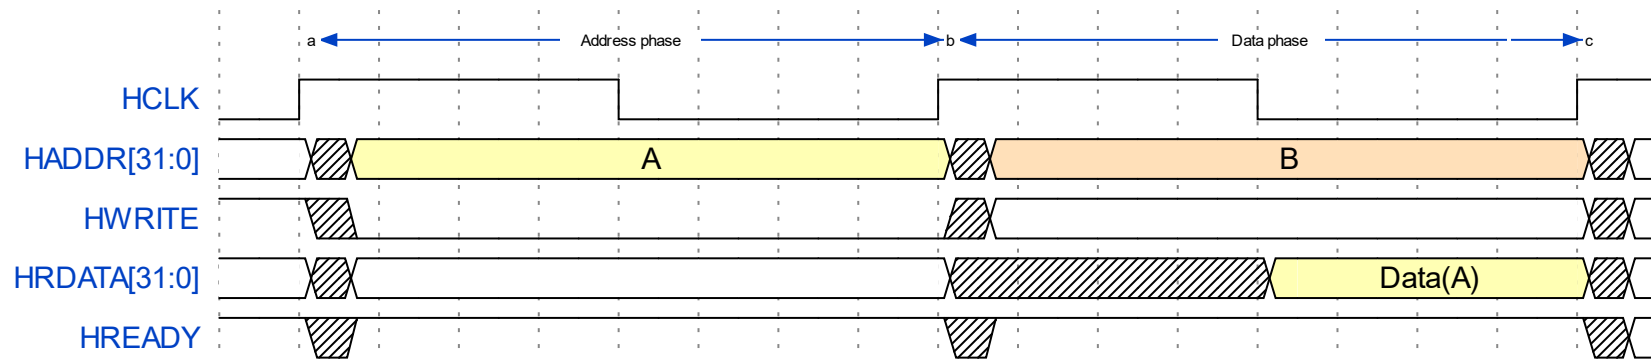 a Address phase b Data phase c
HCLK
HADDR[31:0] A B
HWRITE
HRDATA[31:0] Data(A)
HREADY